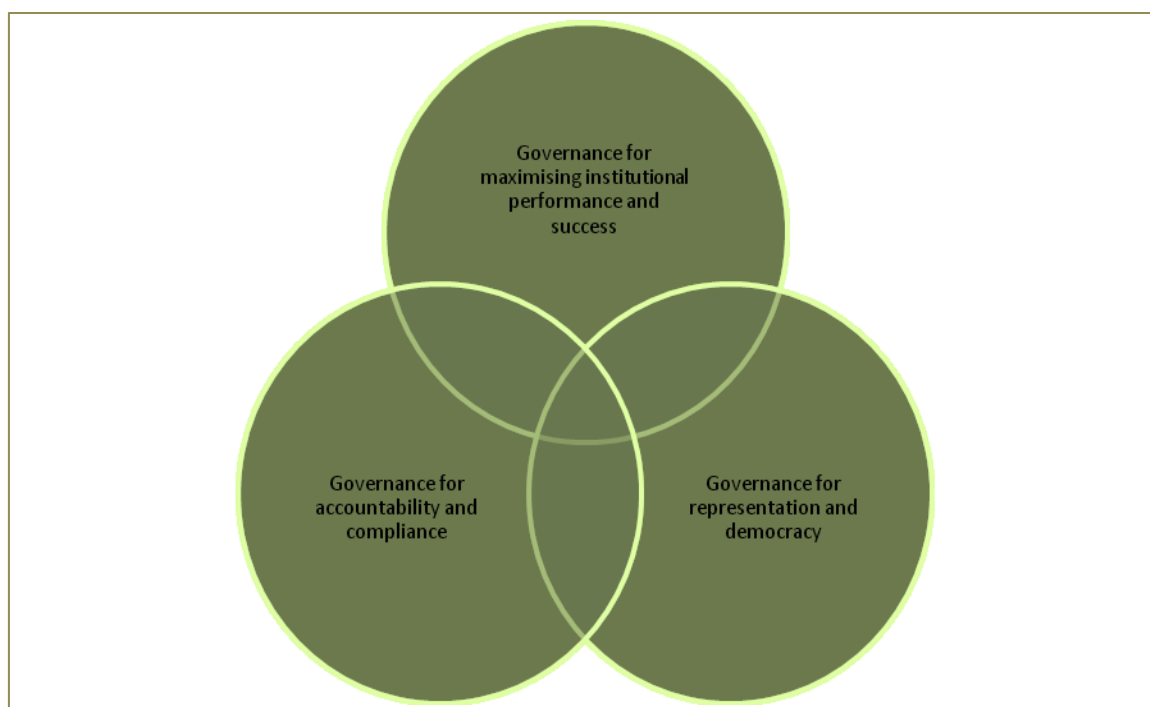 Governance for
maximising institutional
performance and
success
Governance for
accountability and
compliance
Governance for
representation and
democracy